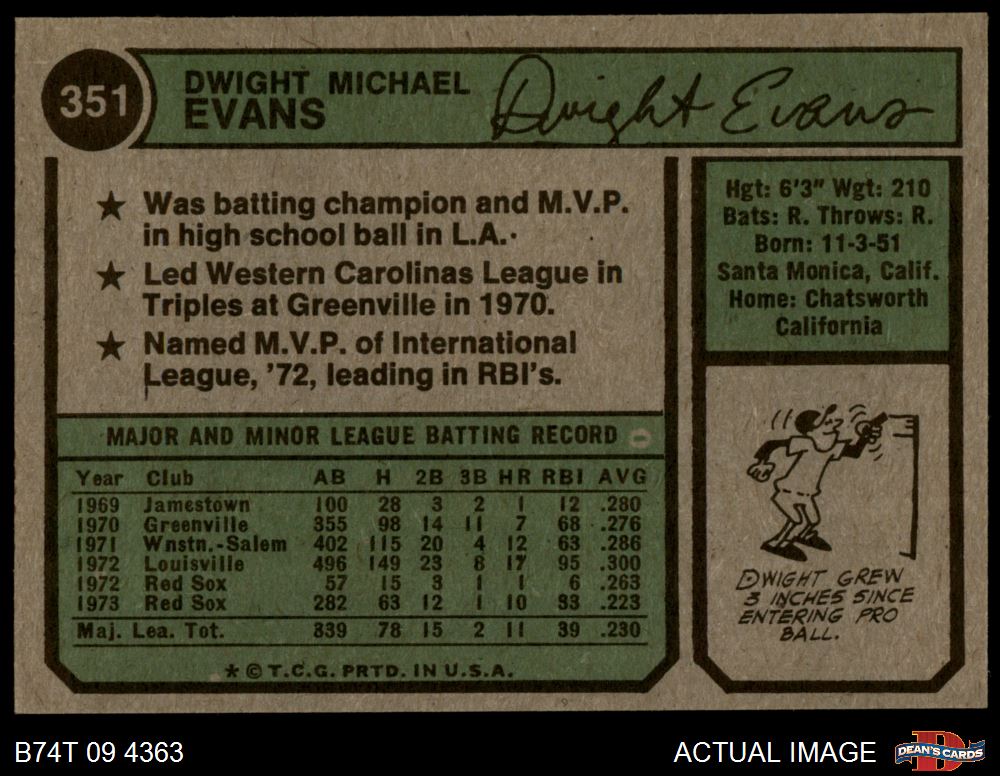 351
DWIGHT MICHAEL
EVANS
Dwight Evans
★ Was batting champion and M.V.P.
in high school ball in L.A.
★ Led Western Carolinas League in
Triples at Greenville in 1970.
★ Named M.V.P. of International
League, '72, leading in RBI's.
Hgt: 6'3" Wgt: 210
Bats: R. Throws: R.
Born: 11-3-51
Santa Monica, Calif.
Home: Chatsworth
California
MAJOR AND MINOR LEAGUE BATTING RECORD
Year Club AB H 2B 3B HR RBI AVG
1969 Jamestown 100 28 3 2 1 12 .280
1970 Greenville 355 98 14 11 7 68 .276
1971 Wnstn.-Salem 402 115 20 4 12 63 .286
1972 Louisville 496 149 23 8 17 95 .300
1972 Red Sox 57 15 3 1 1 6 .263
1973 Red Sox 282 63 12 1 10 33 .223
Maj. Lea. Tot. 339 78 15 2 11 39 .230
* © T.C.G. PRTD. IN U.S.A.
DWIGHT GREW
3 INCHES SINCE
ENTERING PRO
BALL.
B74T 09 4363
ACTUAL IMAGE
DEAN'S CARDS